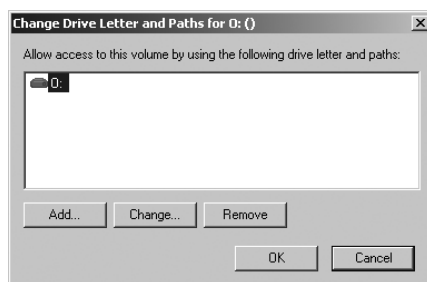 Change Drive Letter and Paths for O: ()
Allow access to this volume by using the following drive letter and paths:
O:
Add... Change... Remove
OK Cancel